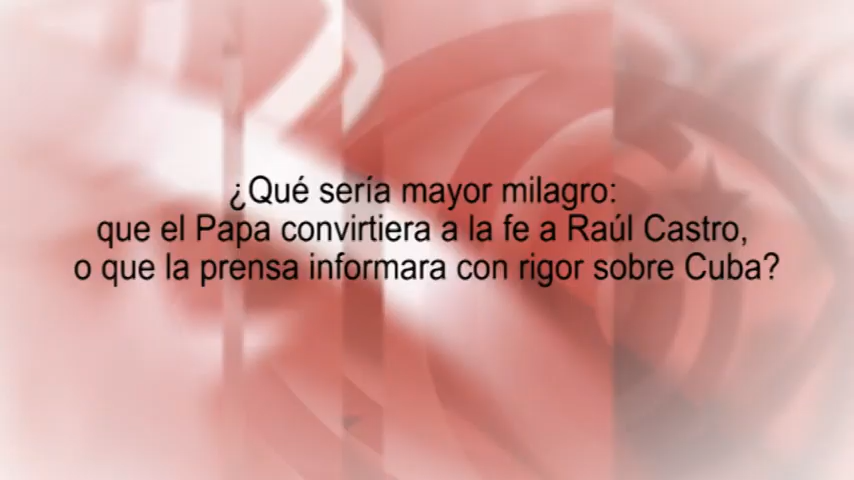 ¿Qué sería mayor milagro:
que el Papa convirtiera a la fe a Raúl Castro,
o que la prensa informara con rigor sobre Cuba?